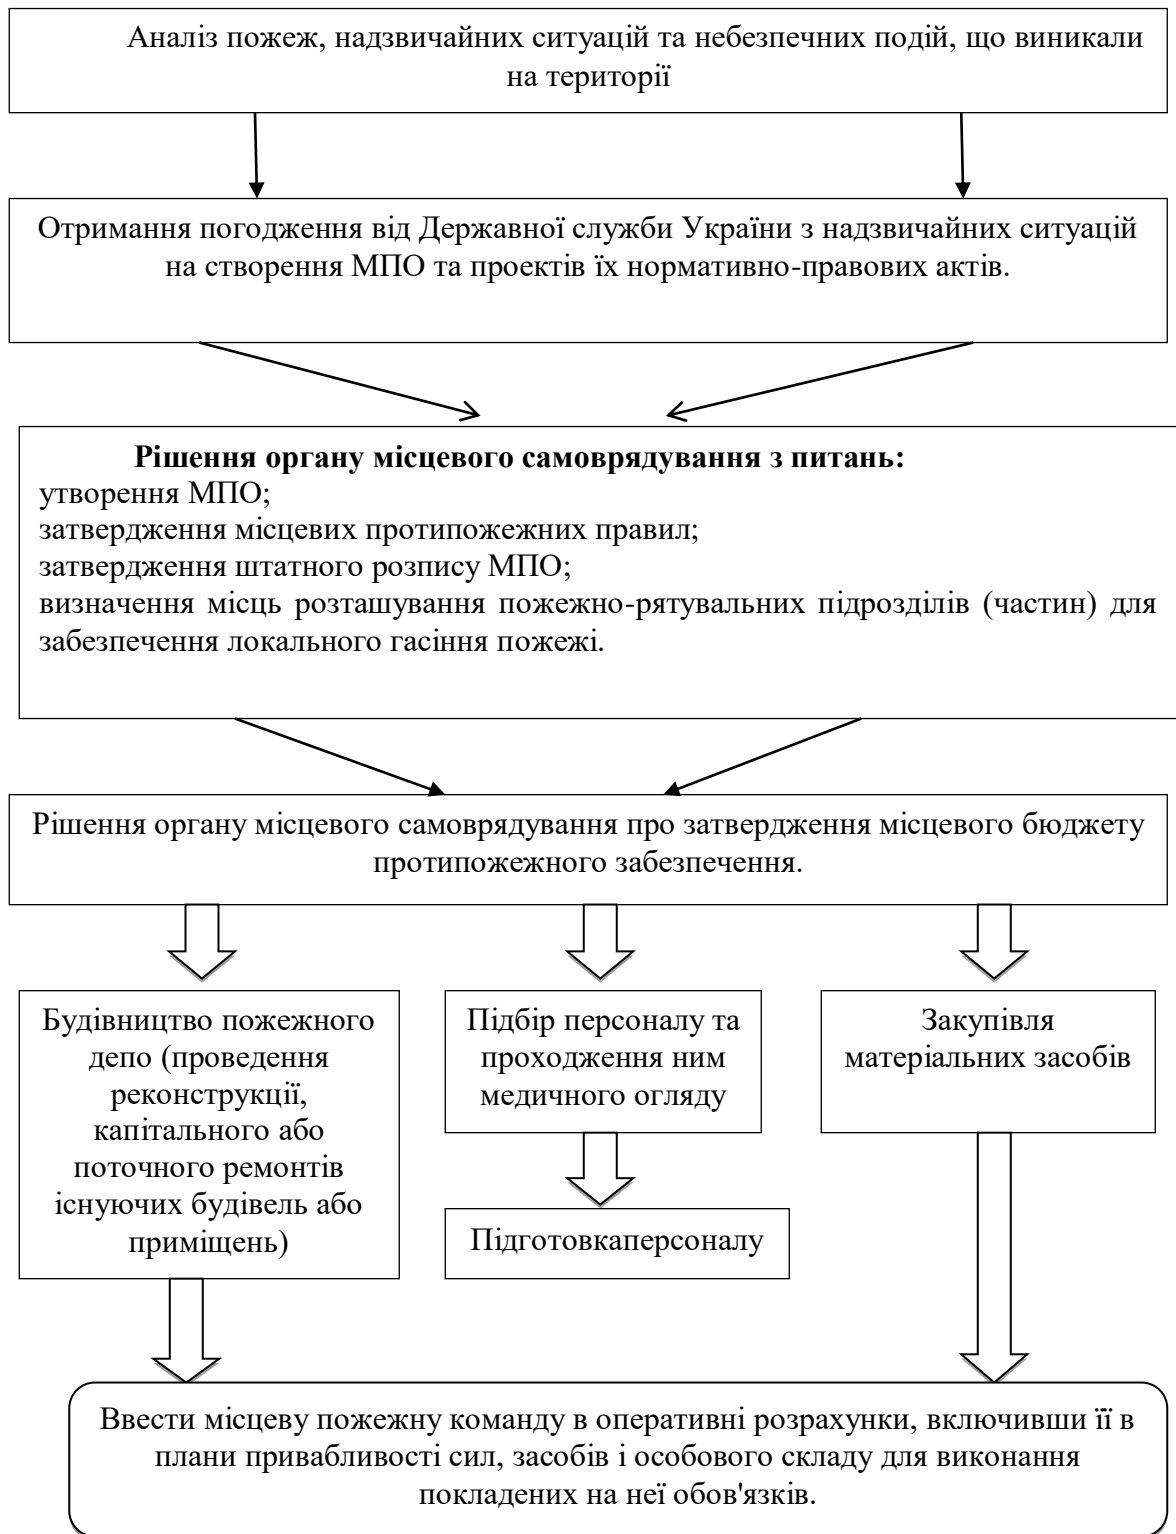 Аналіз пожеж, надзвичайних ситуацій та небезпечних подій, що виникали
на території
Отримання погодження від Державної служби України з надзвичайних ситуацій
на створення МПО та проектів їх нормативно-правових актів.
Рішення органу місцевого самоврядування з питань:
утворення МПО;
затвердження місцевих протипожежних правил;
затвердження штатного розпису МПО;
визначення місць розташування пожежно-рятувальних підрозділів (частин) для
забезпечення локального гасіння пожежі.
Рішення органу місцевого самоврядування про затвердження місцевого бюджету
протипожежного забезпечення.
Будівництво пожежного
депо (проведення
реконструкції,
капітального або
поточного ремонтів
існуючих будівель або
приміщень)
Підбір персоналу та
проходження ним
медичного огляду
Закупівля
матеріальних засобів
Підготовкаперсоналу
Ввести місцеву пожежну команду в оперативні розрахунки, включивши її в
плани привабливості сил, засобів і особового складу для виконання
покладених на неї обов'язків.